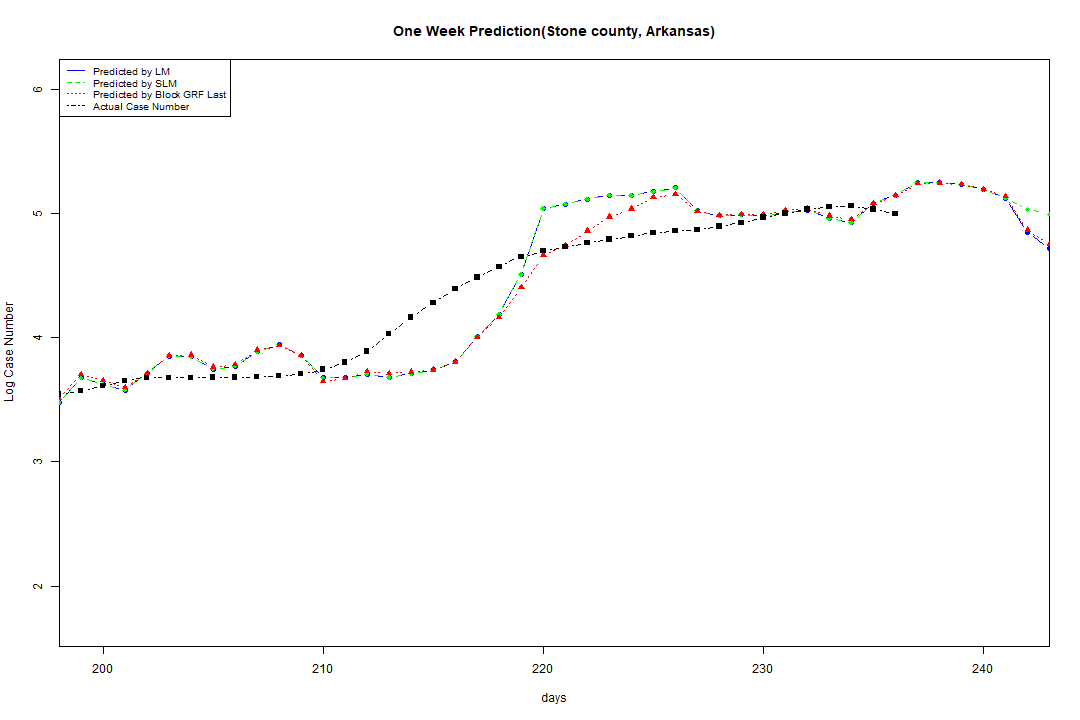 One Week Prediction(Stone county, Arkansas)
Predicted by LM
Predicted by SLM
Predicted by Block GRF Last
Actual Case Number
6
5
4
3
2
Log Case Number
200 210 220 230 240
days